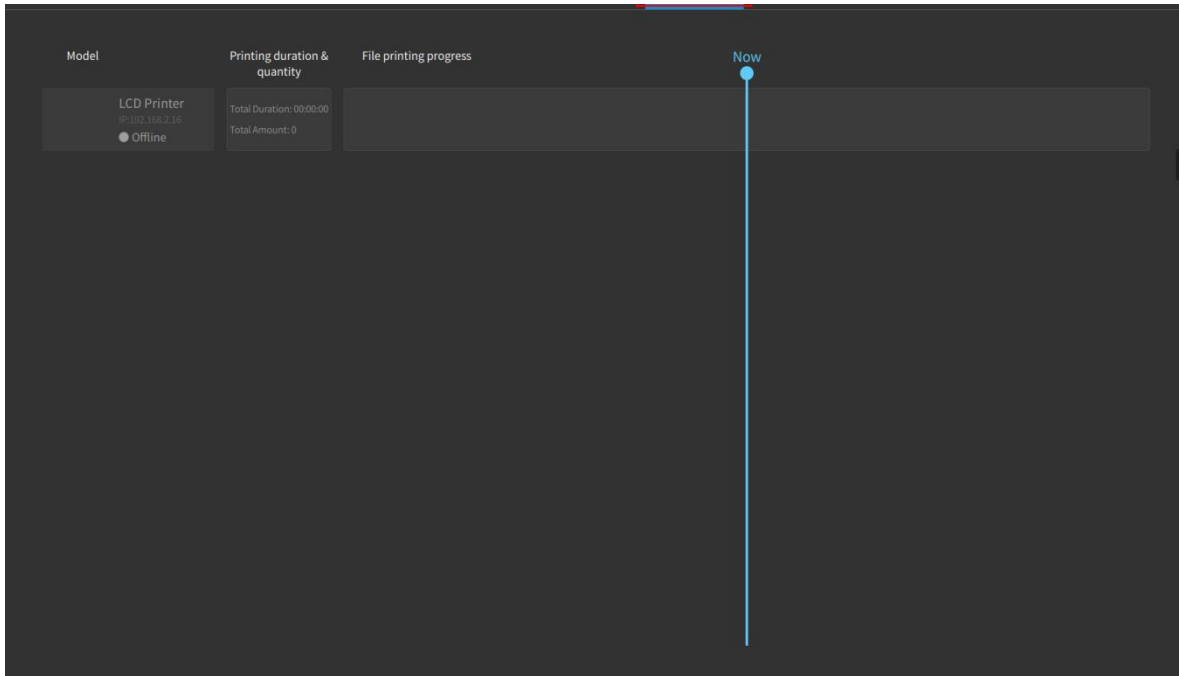 Model
Printing duration &
quantity
File printing progress
Now
LCD Printer
IP:192.168.2.16
Offline
Total Duration: 00:00:00
Total Amount: 0